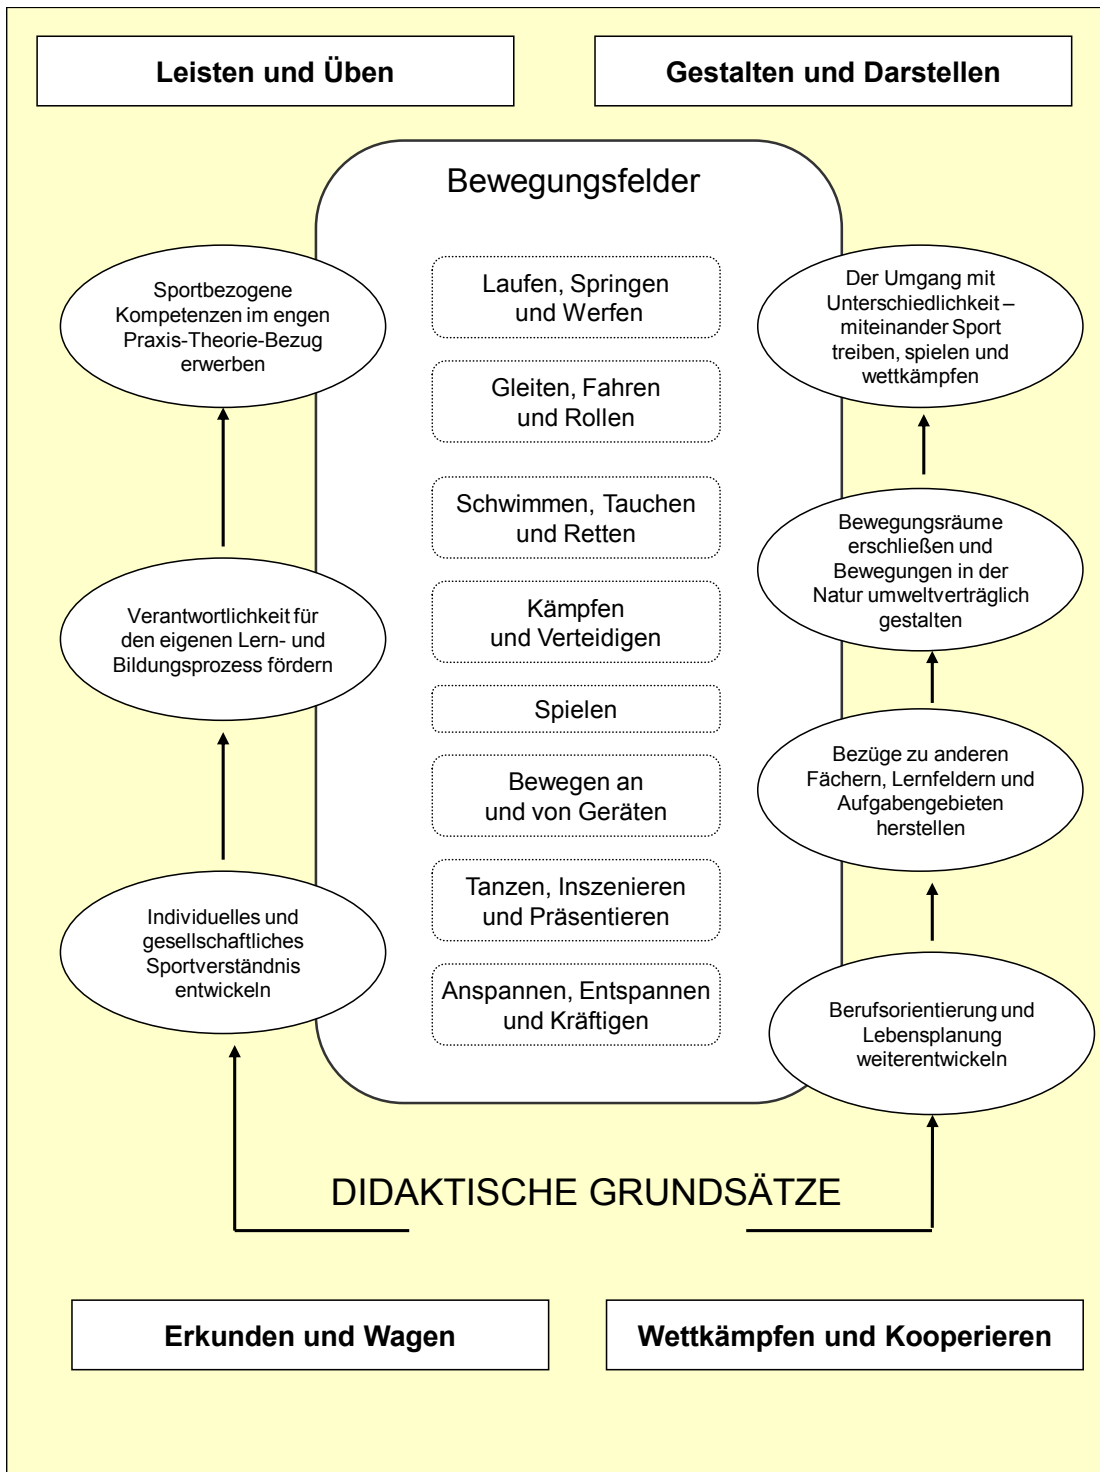 Leisten und Üben
Gestalten und Darstellen
Bewegungsfelder
Laufen, Springen
und Werfen
Gleiten, Fahren
und Rollen
Schwimmen, Tauchen
und Retten
Kämpfen
und Verteidigen
Spielen
Bewegen an
und von Geräten
Tanzen, Inszenieren
und Präsentieren
Anspannen, Entspannen
und Kräftigen
Sportbezogene
Kompetenzen im engen
Praxis-Theorie-Bezug
erwerben
Verantwortlichkeit für
den eigenen Lern- und
Bildungsprozess fördern
Individuelles und
gesellschaftliches
Sportverständnis
entwickeln
Der Umgang mit
Unterschiedlichkeit –
miteinander Sport
treiben, spielen und
wettkämpfen
Bewegungsräume
erschließen und
Bewegungen in der
Natur umweltverträglich
gestalten
Bezüge zu anderen
Fächern, Lernfeldern und
Aufgabengebieten
herstellen
Berufsorientierung und
Lebensplanung
weiterentwickeln
DIDAKTISCHE GRUNDSÄTZE
Erkunden und Wagen
Wettkämpfen und Kooperieren